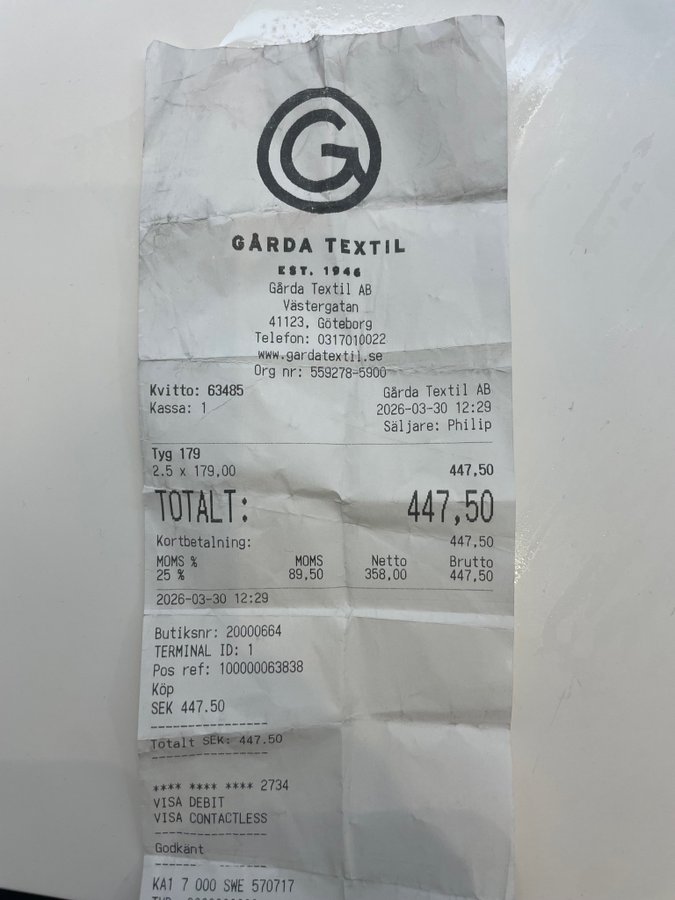 G
GÅRDA TEXTIL
EST. 1946
Gårda Textil AB
Västergatan
41123, Göteborg
Telefon: 0317010022
www.gardatextil.se
Org nr: 559278-5900
Kvitto: 63485 Gårda Textil AB
Kassa: 1 2026-03-30 12:29
Säljare: Philip
Tyg 179
2.5 x 179,00 447,50
TOTALT: 447,50
Kortbetalning: 447,50
MOMS % MOMS Netto Brutto
25 % 89,50 358,00 447,50
2026-03-30 12:29
Butiksnr: 20000664
TERMINAL ID: 1
Pos ref: 100000063838
Köp
SEK 447.50
----------------
Totalt SEK: 447.50
----------------
**** **** **** 2734
VISA DEBIT
VISA CONTACTLESS
----------------
Godkänt
----------------
KA1 7 000 SWE 570717